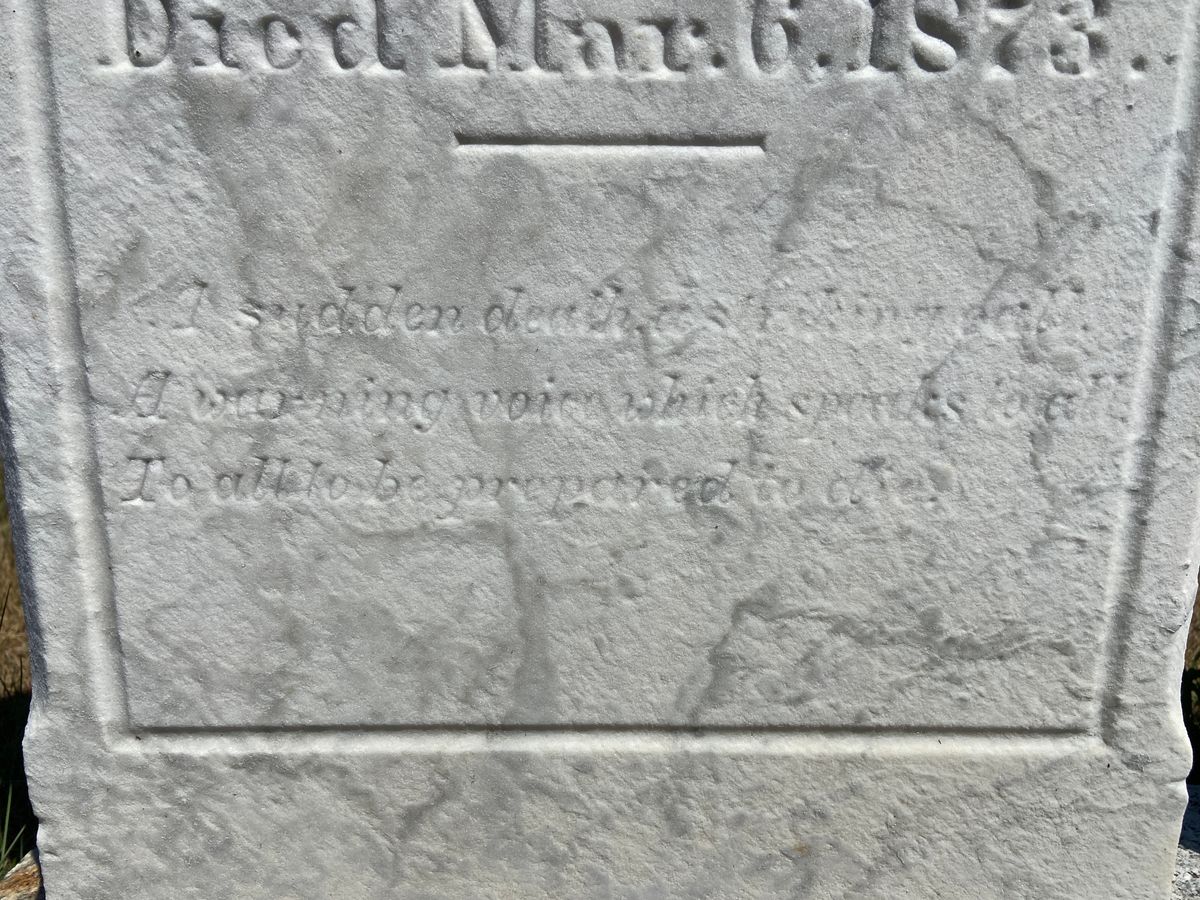 Died Mar. 6. 1873.
A sudden death, a striking call,
A warning voice which speaks to all,
To all to be prepared to die.